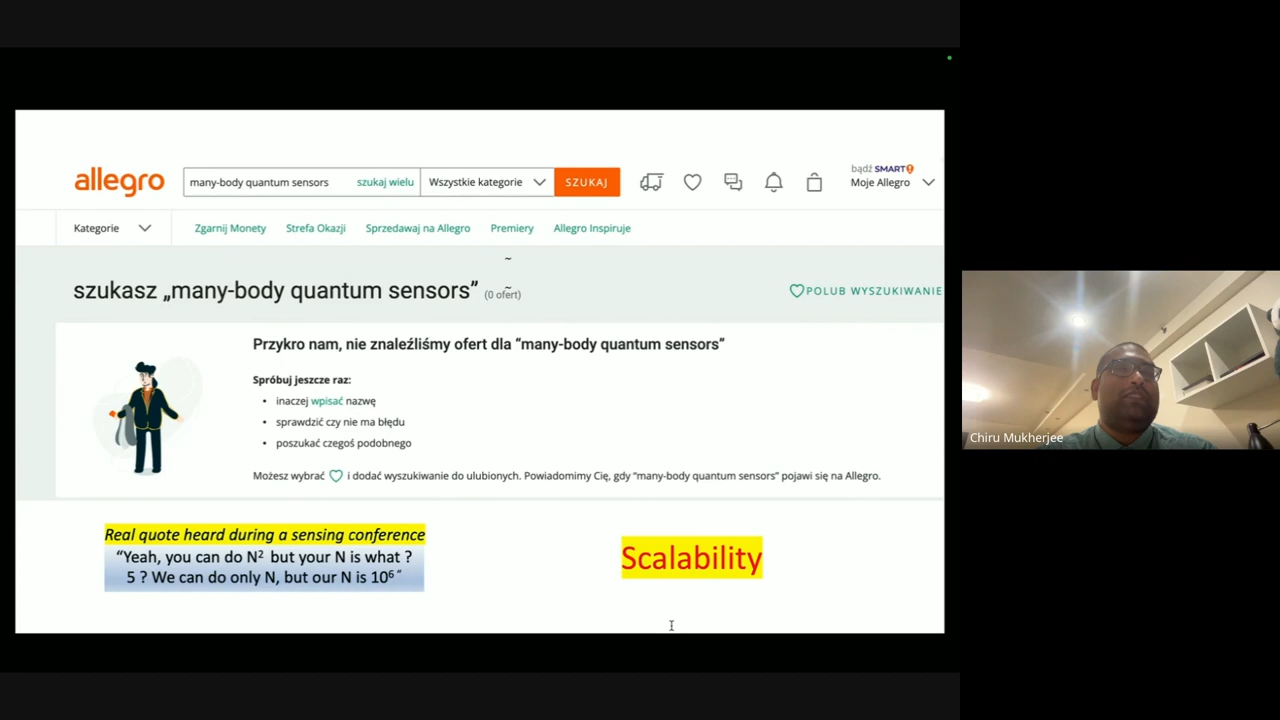 allegro
many-body quantum sensors szukaj wielu Wszystkie kategorie SZUKAJ
bądź SMART!
Moje Allegro
Kategorie Zgarnij Monety Strefa Okazji Sprzedawaj na Allegro Premiery Allegro Inspiruje
~
szukasz „many-body quantum sensors” (0 ofert) ~
POLUB WYSZUKIWANIE
Przykro nam, nie znaleźliśmy ofert dla “many-body quantum sensors”
Spróbuj jeszcze raz:
• inaczej wpisać nazwę
• sprawdzić czy nie ma błędu
• poszukać czegoś podobnego
Możesz wybrać i dodać wyszukiwanie do ulubionych. Powiadomimy Cię, gdy “many-body quantum sensors” pojawi się na Allegro.
Real quote heard during a sensing conference
“Yeah, you can do N² but your N is what ?
5 ? We can do only N, but our N is 10⁶ “
Scalability
Chiru Mukherjee